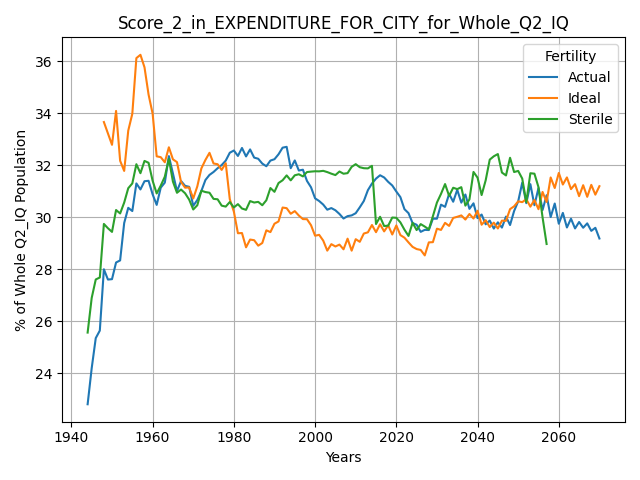 Score_2_in_EXPENDITURE_FOR_CITY_for_Whole_Q2_IQ
% of Whole Q2_IQ Population
36
34
32
30
28
26
24
1940
1960
1980
2000
2020
2040
2060
Years
Fertility
Actual
Ideal
Sterile